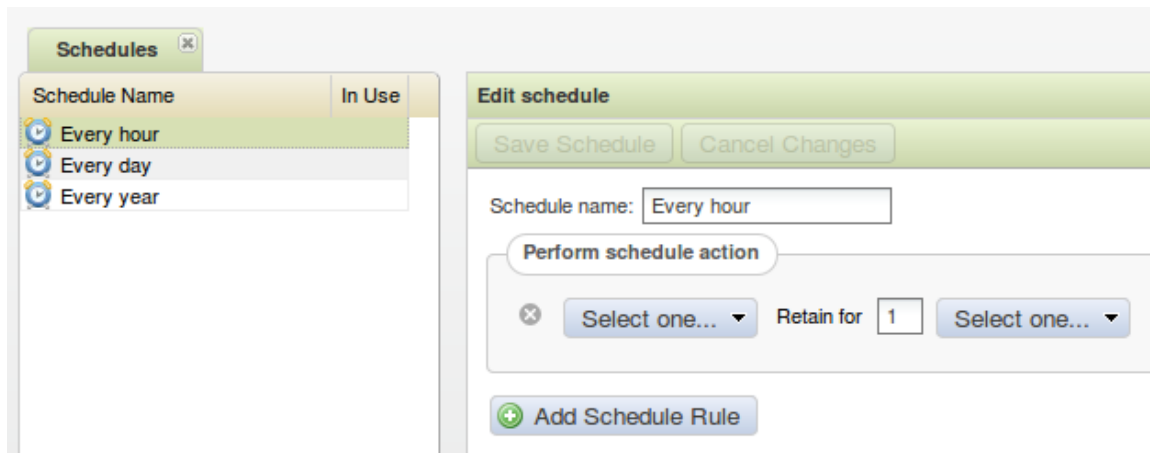 Schedules
Schedule Name In Use
Every hour
Every day
Every year
Edit schedule
Save Schedule Cancel Changes
Schedule name: Every hour
Perform schedule action
Select one... Retain for 1 Select one...
Add Schedule Rule